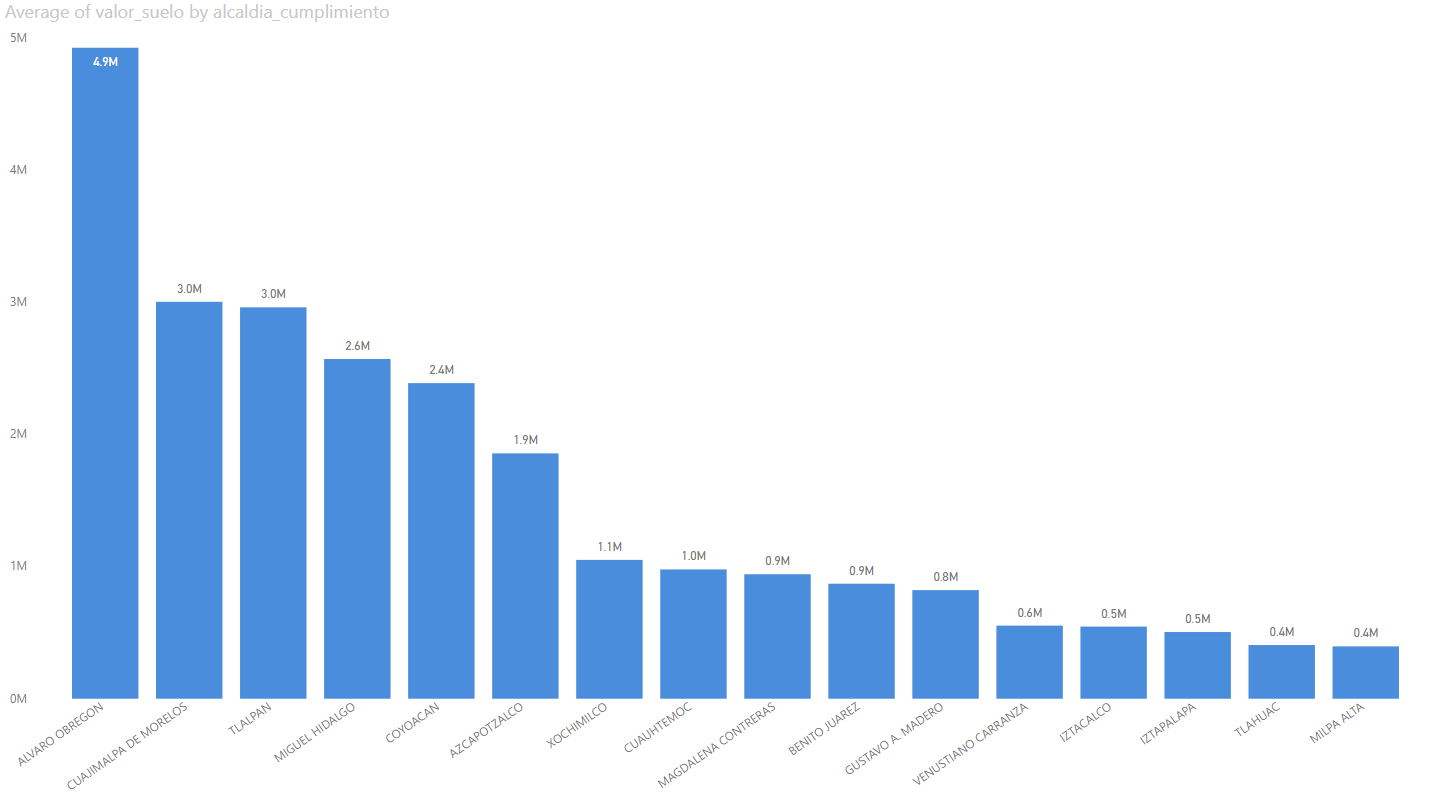 Average of valor_suelo by alcaldia_cumplimiento
5M
4M
3M
2M
1M
0M
4.9M
3.0M
3.0M
2.6M
2.4M
1.9M
1.1M
1.0M
0.9M
0.9M
0.8M
0.6M
0.5M
0.5M
0.4M
0.4M
ALVARO OBREGON
CUAJIMALPA DE MORELOS
TLALPAN
MIGUEL HIDALGO
COYOACAN
AZCAPOTZALCO
XOCHIMILCO
CUAUHTEMOC
MAGDALENA CONTRERAS
BENITO JUAREZ
GUSTAVO A. MADERO
VENUSTIANO CARRANZA
IZTACALCO
IZTAPALAPA
TLAHUAC
MILPA ALTA